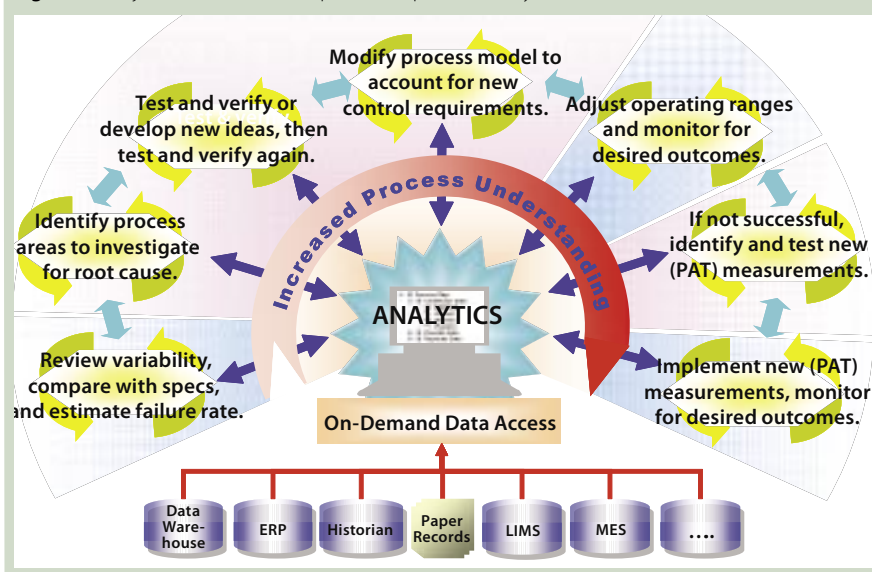 Modify process model to
account for new
control requirements.
Test and verify or
develop new ideas, then
test and verify again.
Adjust operating ranges
and monitor for
desired outcomes.
Identify process
areas to investigate
for root cause.
If not successful,
identify and test new
(PAT) measurements.
Review variability,
compare with specs,
and estimate failure rate.
Implement new (PAT)
measurements, monitor
for desired outcomes.
Increased Process Understanding
ANALYTICS
On-Demand Data Access
Data
Ware-
house
ERP
Historian
Paper
Records
LIMS
MES
....